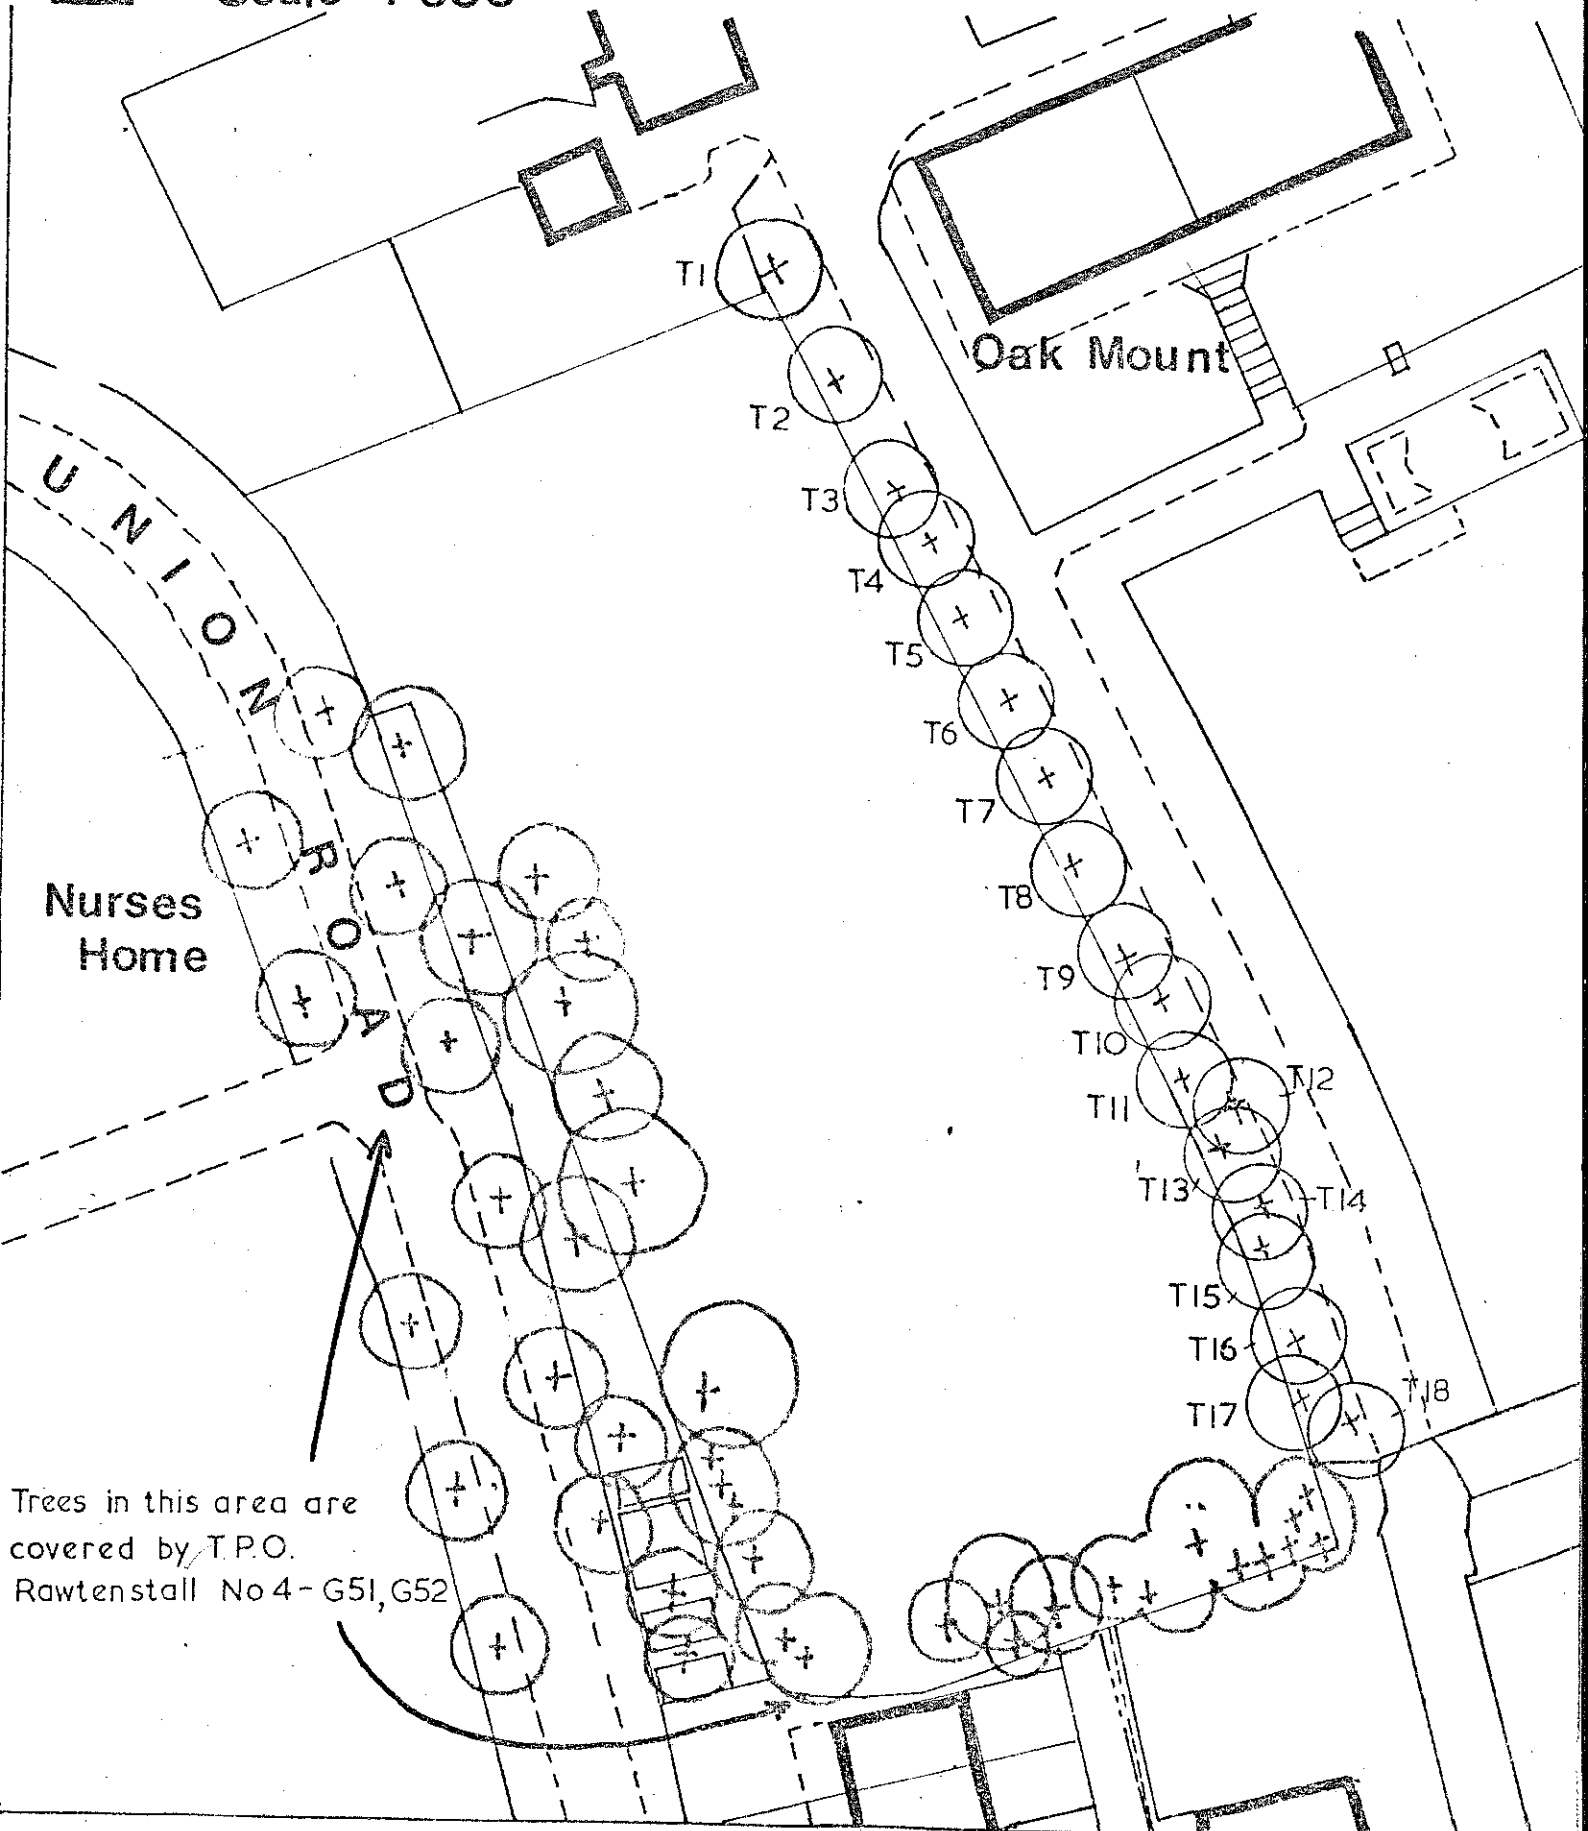 T1
Oak Mount
T2
T3
T4
T5
T6
T7
T8
T9
T10
T11
T12
T13
T14
T15
T16
T17
T18
UNION ROAD
Nurses
Home
Trees in this area are
covered by T.P.O.
Rawtenstall No 4 - G51, G52